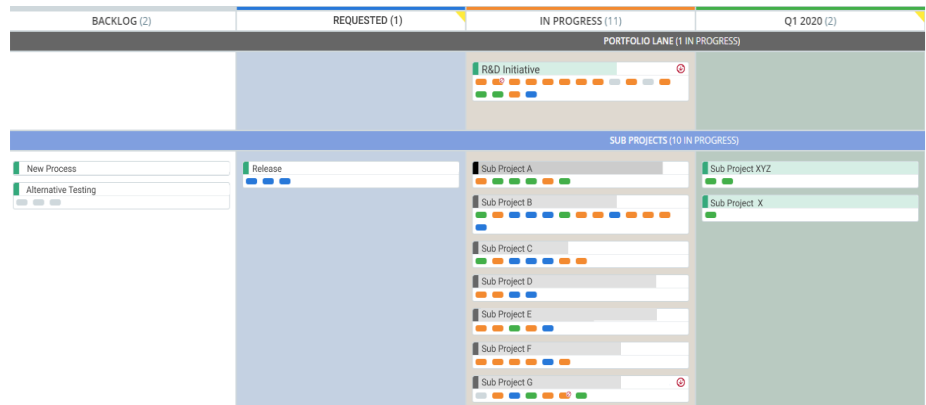 BACKLOG (2)
REQUESTED (1)
IN PROGRESS (11)
Q1 2020 (2)
PORTFOLIO LANE (1 IN PROGRESS)
R&D Initiative
SUB PROJECTS (10 IN PROGRESS)
New Process
Alternative Testing
Release
Sub Project A
Sub Project B
Sub Project C
Sub Project D
Sub Project E
Sub Project F
Sub Project G
Sub Project XYZ
Sub Project X